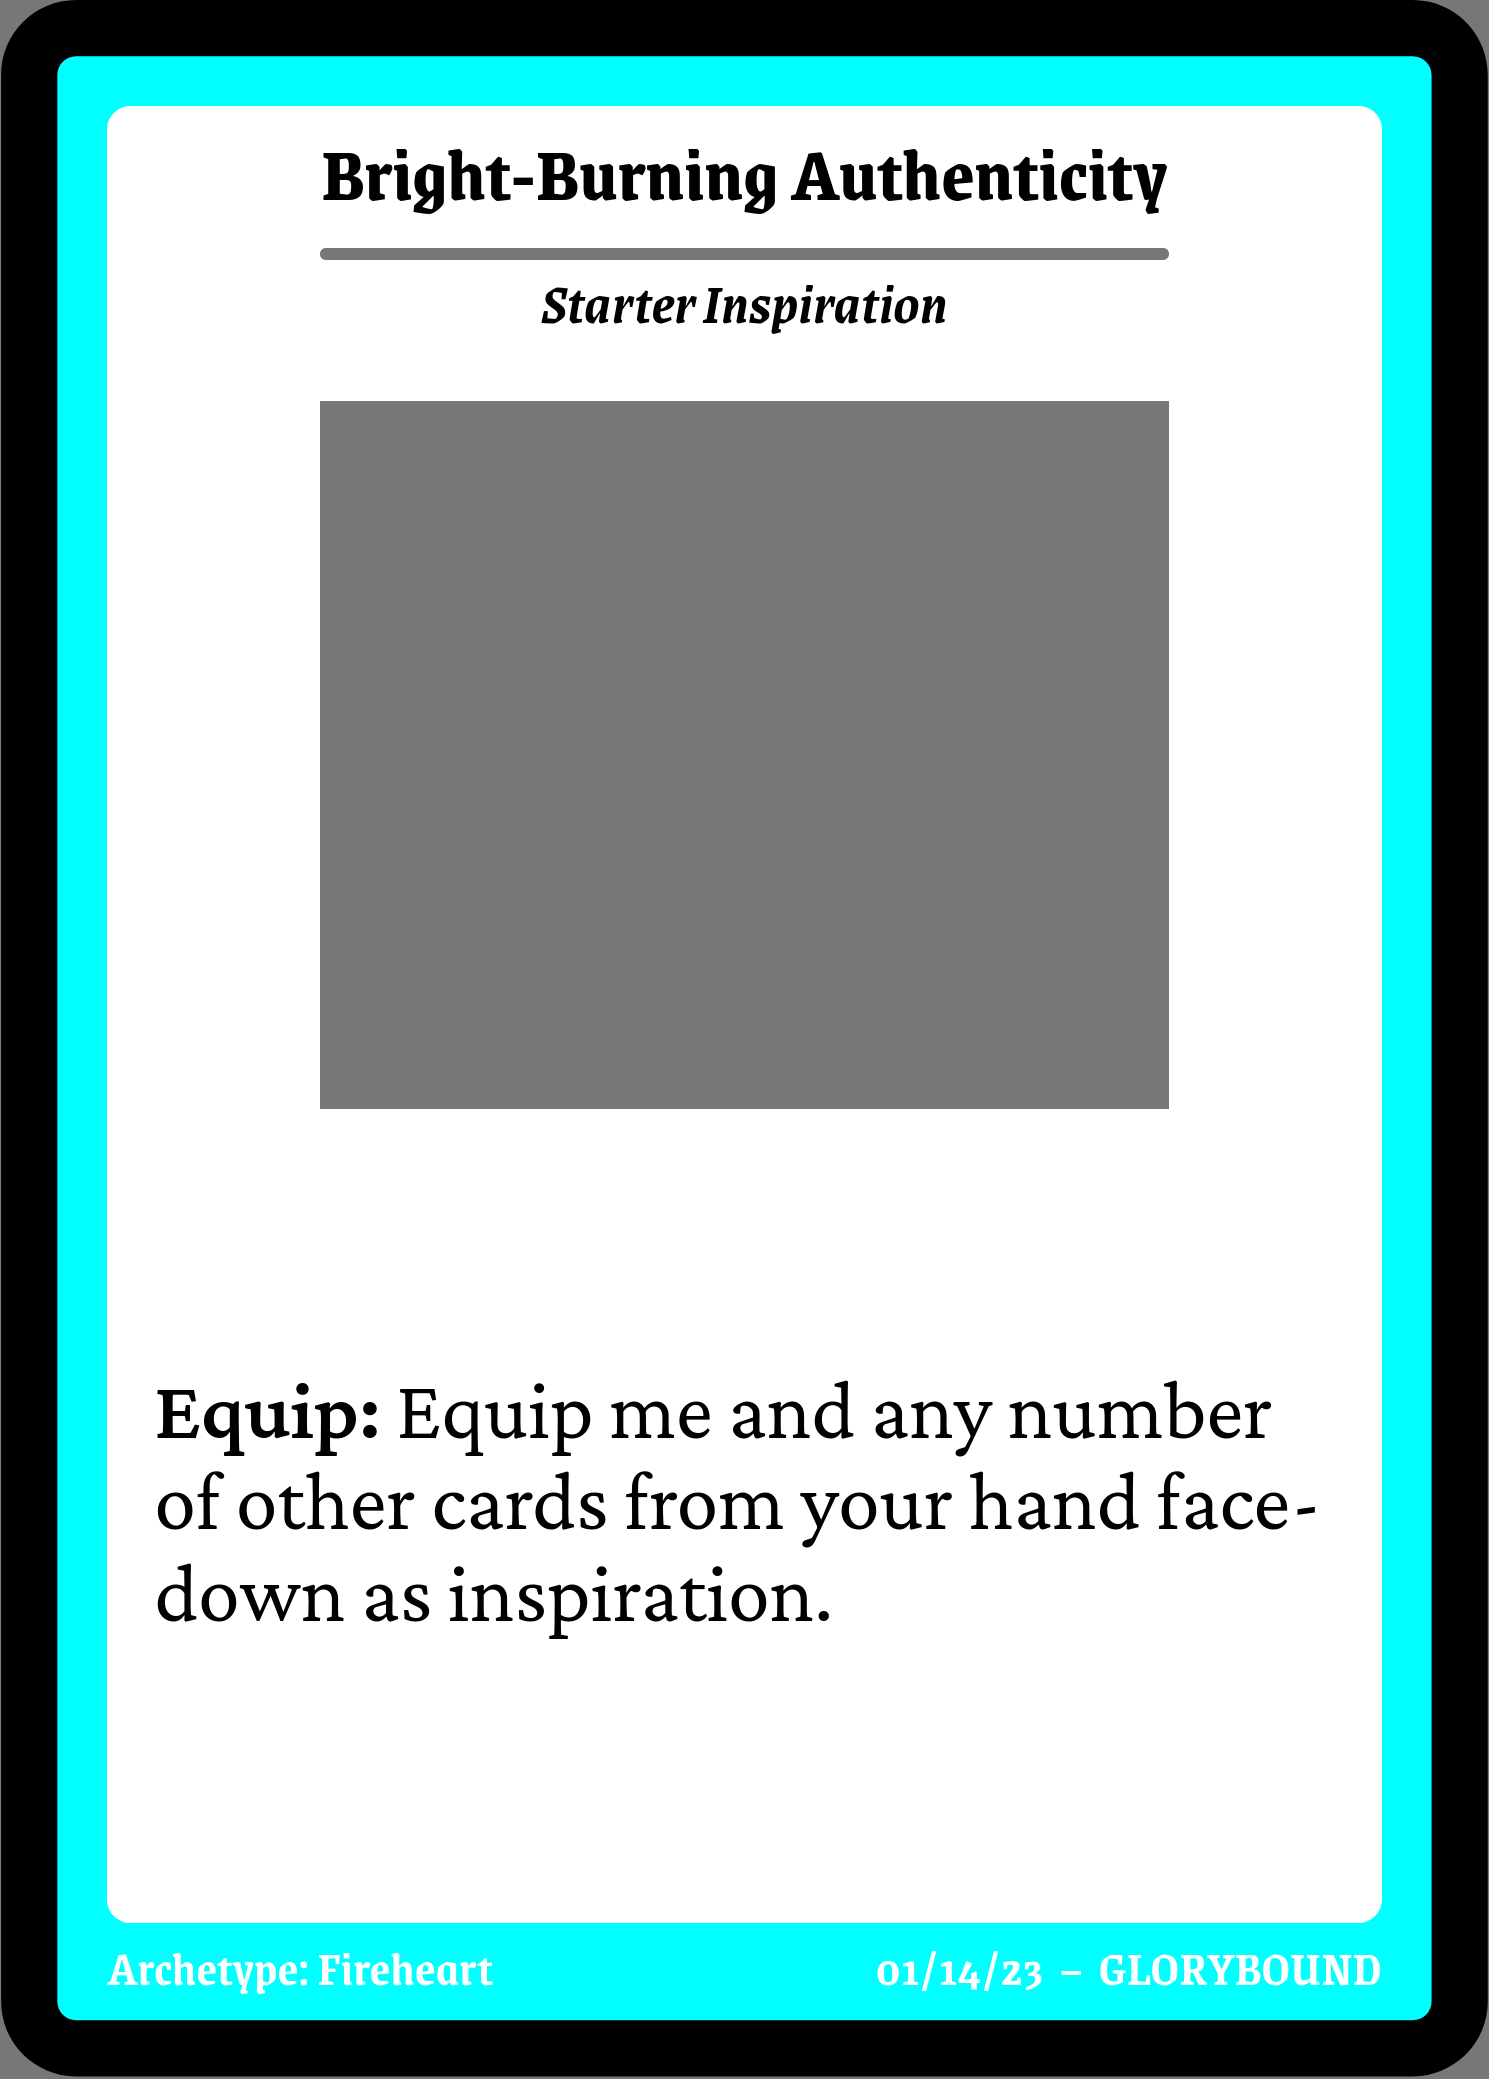 Bright-Burning Authenticity
Starter Inspiration
Equip: Equip me and any number
of other cards from your hand face-
down as inspiration.
Archetype: Fireheart
01/14/23 – GLORYBOUND